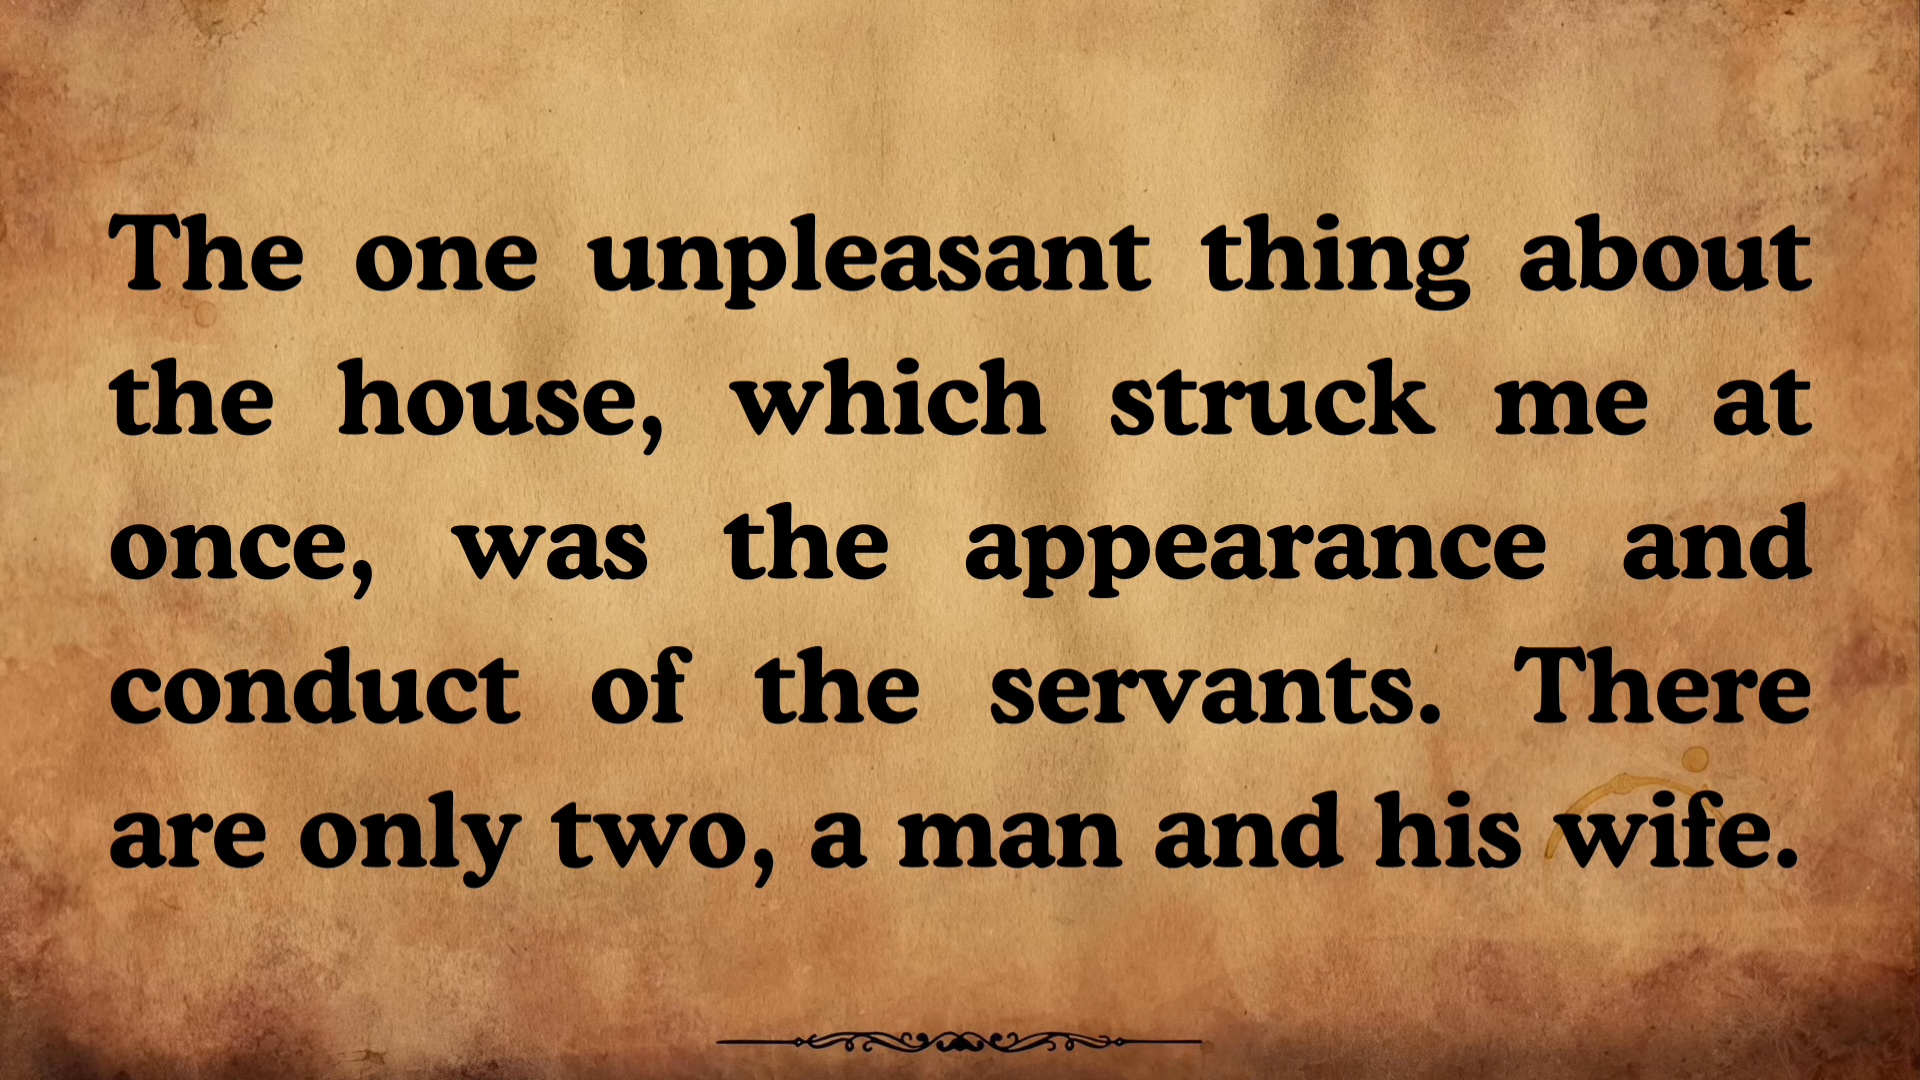 The one unpleasant thing about
the house, which struck me at
once, was the appearance and
conduct of the servants. There
are only two, a man and his wife.